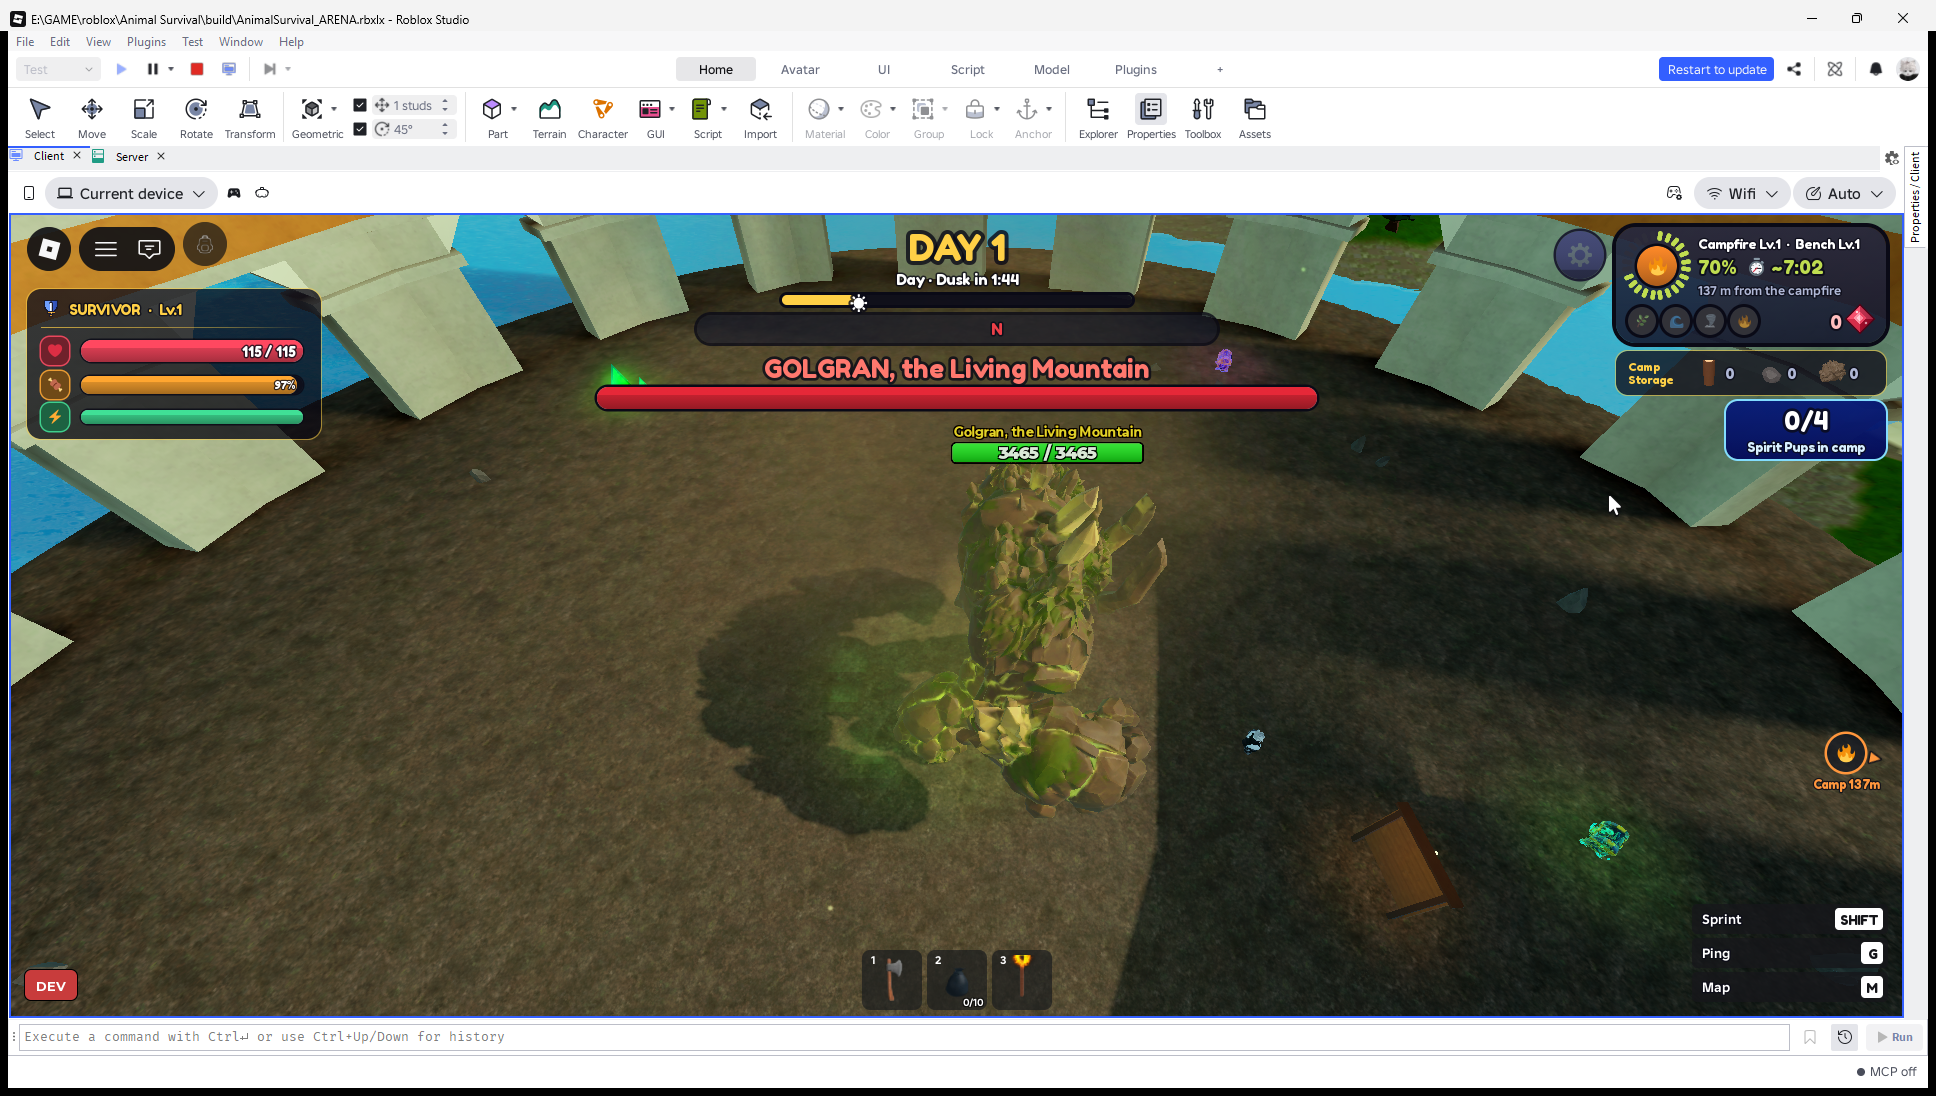 E:\GAME\roblox\Animal Survival\build\AnimalSurvival_ARENA.rbxlx - Roblox Studio
File Edit View Plugins Test Window Help
Test
Home Avatar UI Script Model Plugins +
Restart to update
Select Move Scale Rotate Transform Geometric
1 studs
45°
Part Terrain Character GUI Script Import Material Color Group Lock Anchor Explorer Properties Toolbox Assets
Client Server
Properties / Client
Current device
Wifi Auto
DAY 1
Day · Dusk in 1:44
N
GOLGRAN, the Living Mountain
Golgran, the Living Mountain
3465 / 3465
SURVIVOR · Lv.1
115 / 115
97%
Campfire Lv.1 · Bench Lv.1
70% ~7:02
137 m from the campfire
0
Camp Storage 0 0 0
0/4
Spirit Pups in camp
Camp 137m
Sprint SHIFT
Ping G
Map M
DEV
1 2 3
0/10
Execute a command with Ctrl↵ or use Ctrl+Up/Down for history
Run
MCP off